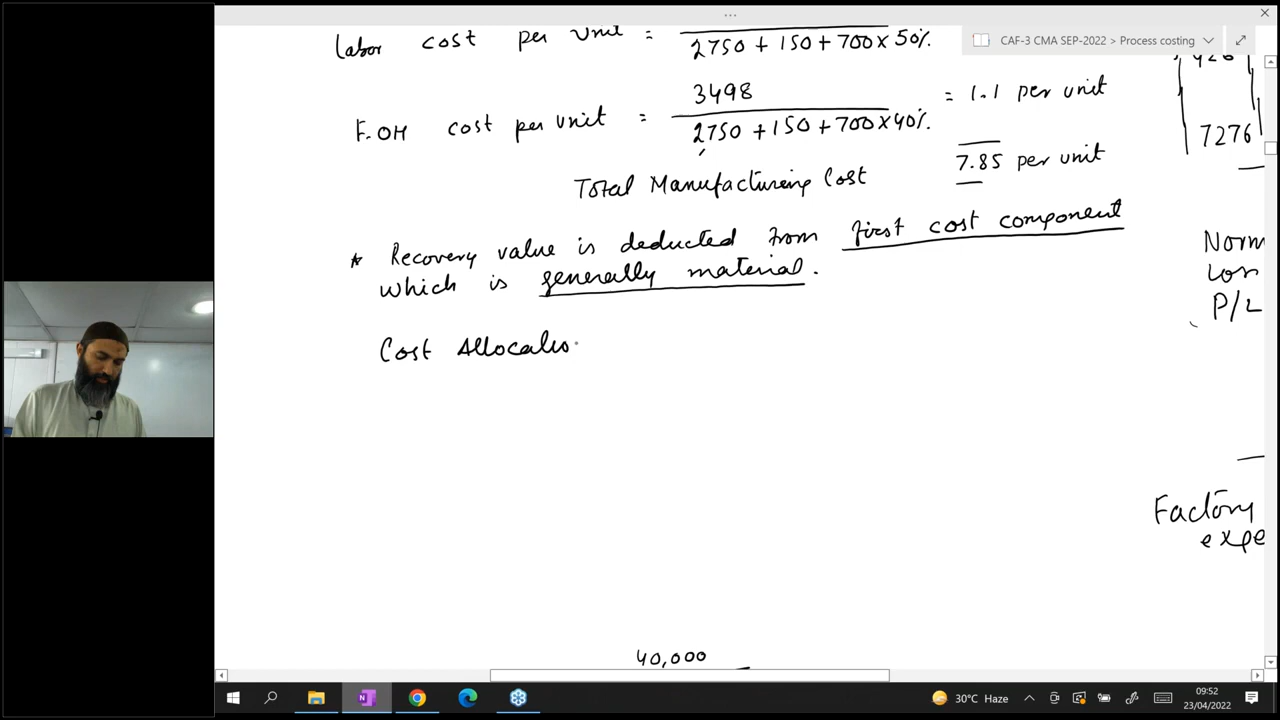 CAF-3 CMA SEP-2022 > Process costing
Labor cost per unit =
2750 + 150 + 700 x 50%
F.OH cost per unit = 3498 = 1.1 per unit
2750 + 150 + 700 x 40%
Total Manufacturing Cost 7.85 per unit
* Recovery value is deducted from first cost component
which is generally material.
Cost Allocatio
7276
Norm
Loss
P/L
Factory
expe
40,000
30°C Haze
09:52
23/04/2022